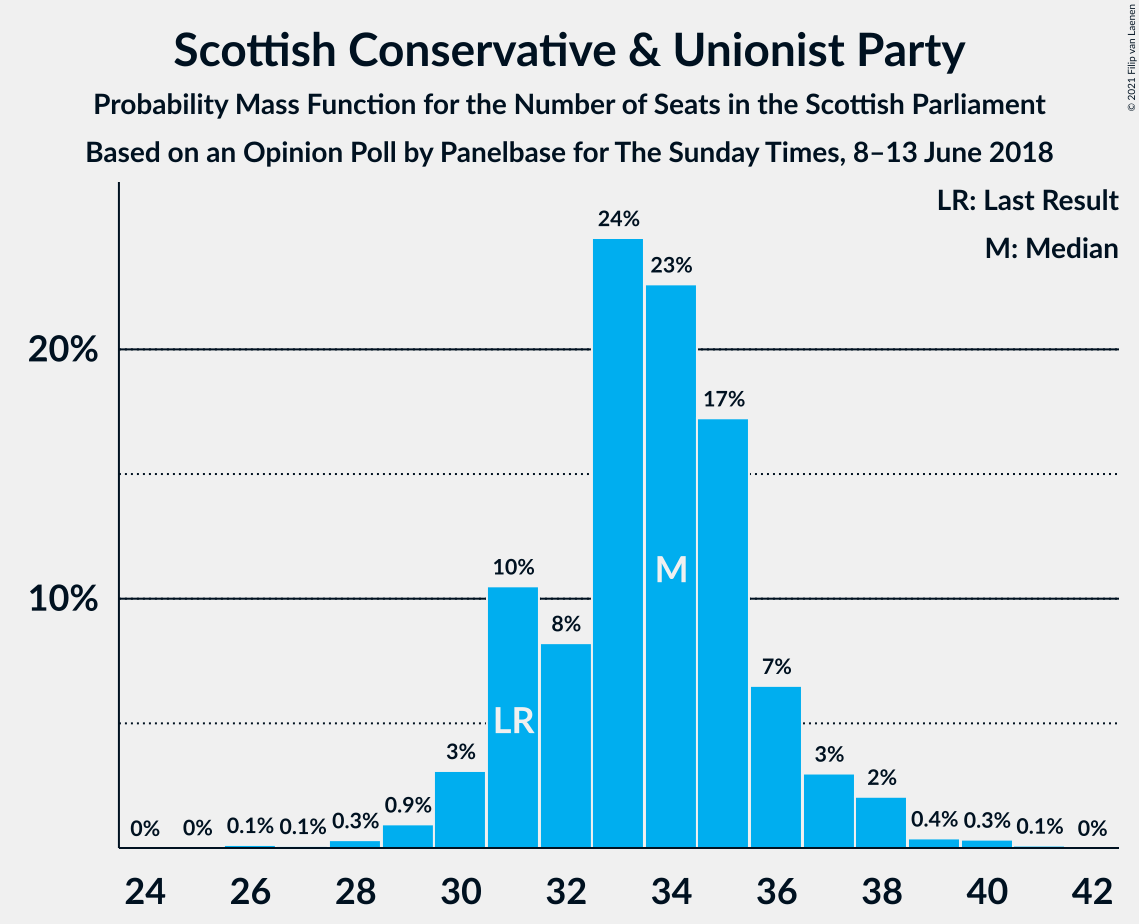 Scottish Conservative & Unionist Party
Probability Mass Function for the Number of Seats in the Scottish Parliament
Based on an Opinion Poll by Panelbase for The Sunday Times, 8–13 June 2018
© 2021 Filip van Laenen
LR: Last Result
M: Median
20%
10%
0% 0% 0.1% 0.1% 0.3% 0.9% 3% 10% 8% 24% 23% 17% 7% 3% 2% 0.4% 0.3% 0.1% 0%
M
LR
24 26 28 30 32 34 36 38 40 42